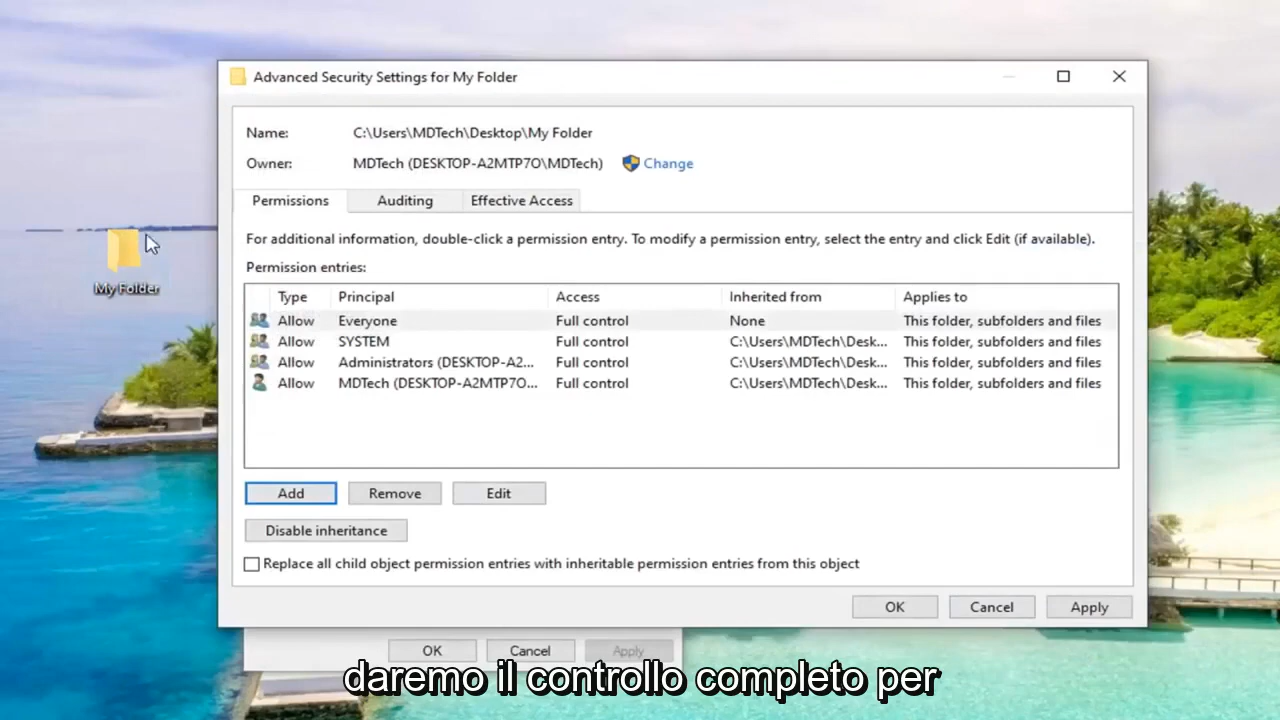 Advanced Security Settings for My Folder
Name: C:\Users\MDTech\Desktop\My Folder
Owner: MDTech (DESKTOP-A2MTP7O\MDTech) Change
Permissions Auditing Effective Access
My Folder
For additional information, double-click a permission entry. To modify a permission entry, select the entry and click Edit (if available).
Permission entries:
Type Principal Access Inherited from Applies to
Allow Everyone Full control None This folder, subfolders and files
Allow SYSTEM Full control C:\Users\MDTech\Desk... This folder, subfolders and files
Allow Administrators (DESKTOP-A2... Full control C:\Users\MDTech\Desk... This folder, subfolders and files
Allow MDTech (DESKTOP-A2MTP7O... Full control C:\Users\MDTech\Desk... This folder, subfolders and files
Add Remove Edit
Disable inheritance
Replace all child object permission entries with inheritable permission entries from this object
OK Cancel Apply
OK Cancel Apply
daremo il controllo completo per